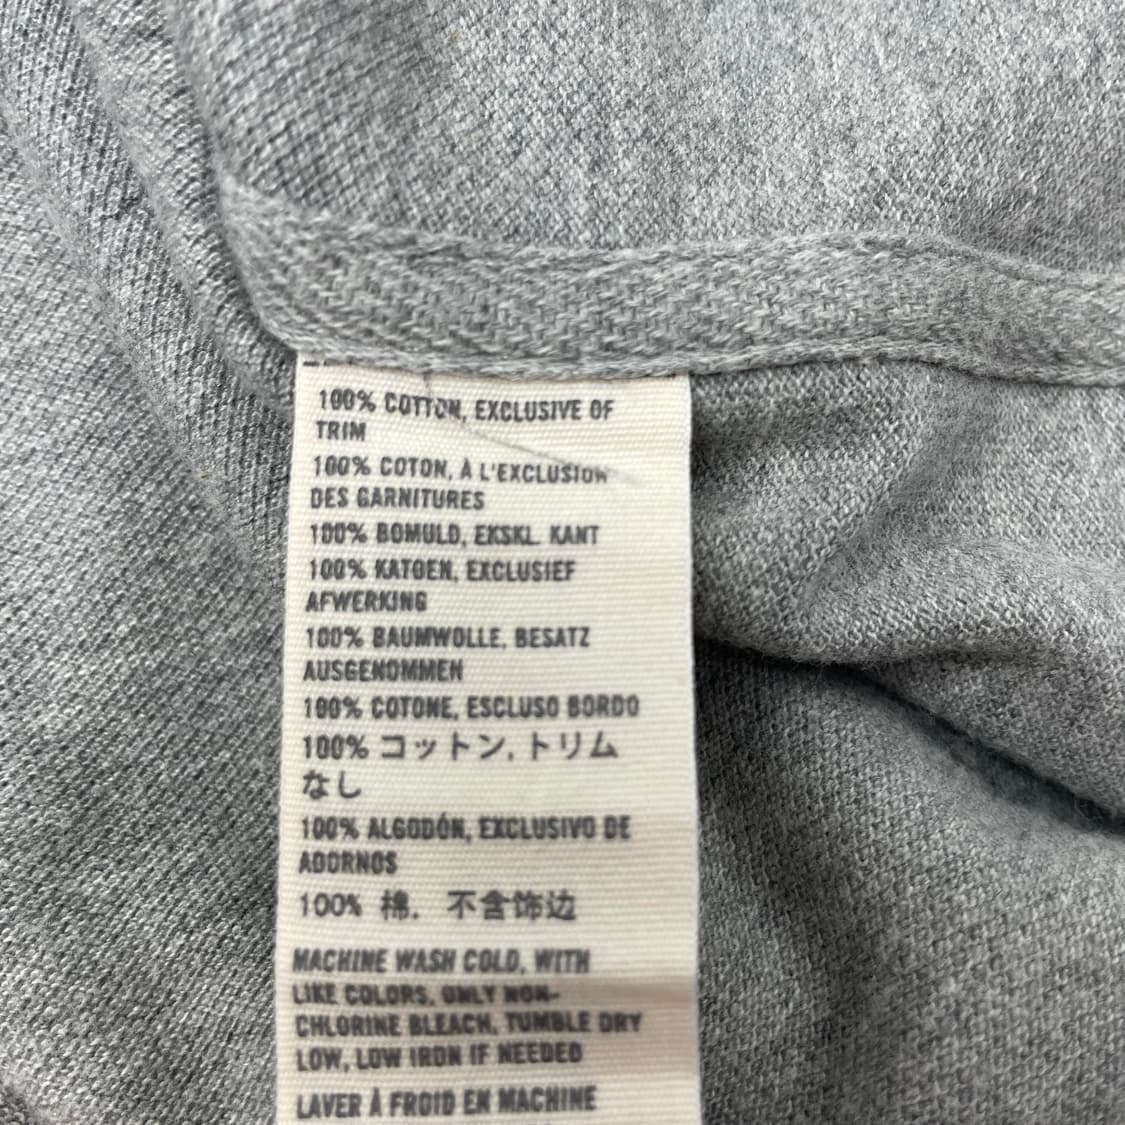 100% COTTON, EXCLUSIVE OF
TRIM
100% COTON, À L'EXCLUSION
DES GARNITURES
100% BOMULD, EKSKL. KANT
100% KATOEN, EXCLUSIEF
AFWERKING
100% BAUMWOLLE, BESATZ
AUSGENOMMEN
100% COTONE, ESCLUSO BORDO
100% コットン, トリム
なし
100% ALGODÓN, EXCLUSIVO DE
ADORNOS
100% 棉, 不含饰边
MACHINE WASH COLD, WITH
LIKE COLORS, ONLY NON-
CHLORINE BLEACH, TUMBLE DRY
LOW, LOW IRON IF NEEDED
LAVER À FROID EN MACHINE